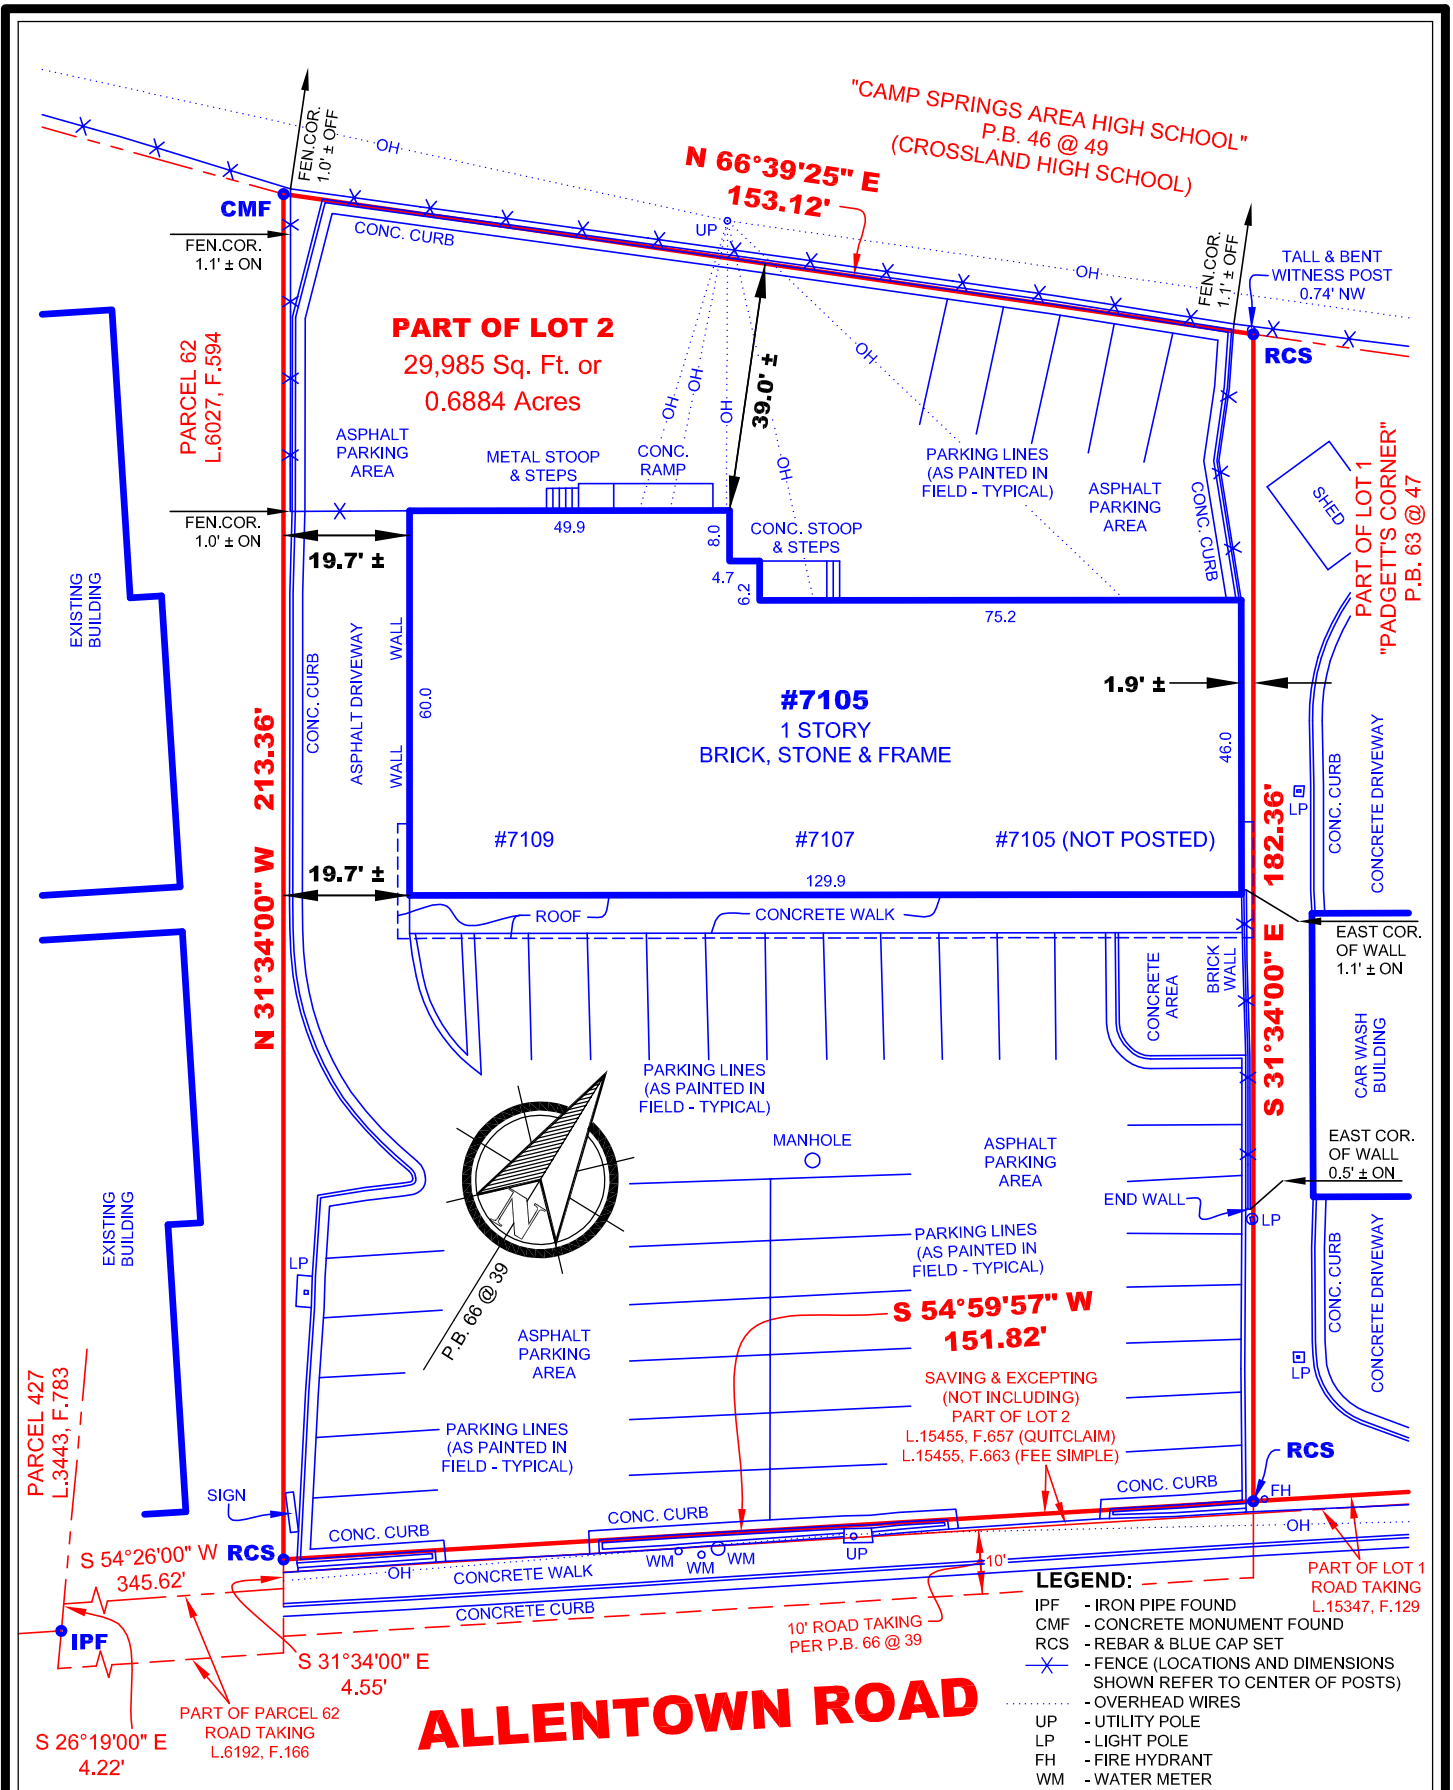 "CAMP SPRINGS AREA HIGH SCHOOL"
P.B. 46 @ 49
(CROSSLAND HIGH SCHOOL)
N 66°39'25" E
153.12'
FEN.COR.
1.0' ± OFF
OH
CMF
FEN.COR.
1.1' ± ON
CONC. CURB
UP
OH
FEN.COR.
1.1' ± OFF
TALL & BENT
WITNESS POST
0.74' NW
RCS
PARCEL 62
L.6027, F.594
PART OF LOT 2
29,985 Sq. Ft. or
0.6884 Acres
39.0' ±
OH
OH
OH
OH
OH
ASPHALT
PARKING
AREA
METAL STOOP
& STEPS
CONC.
RAMP
PARKING LINES
(AS PAINTED IN
FIELD - TYPICAL)
ASPHALT
PARKING
AREA
CONC. CURB
SHED
PART OF LOT 1
"PADGETT'S CORNER"
P.B. 63 @ 47
FEN.COR.
1.0' ± ON
19.7' ±
49.9
8.0
CONC. STOOP
& STEPS
4.7
6.2
75.2
EXISTING
BUILDING
CONC. CURB
ASPHALT DRIVEWAY
WALL
WALL
60.0
#7105
1 STORY
BRICK, STONE & FRAME
1.9' ±
46.0
N 31°34'00" W 213.36'
S 31°34'00" E 182.36'
LP
CONC. CURB
CONCRETE DRIVEWAY
#7109
#7107
#7105 (NOT POSTED)
19.7' ±
129.9
ROOF
CONCRETE WALK
EAST COR.
OF WALL
1.1' ± ON
CONCRETE
AREA
BRICK
WALL
CAR WASH
BUILDING
PARKING LINES
(AS PAINTED IN
FIELD - TYPICAL)
MANHOLE
ASPHALT
PARKING
AREA
EAST COR.
OF WALL
0.5' ± ON
END WALL
LP
N
P.B. 66 @ 39
EXISTING
BUILDING
LP
PARKING LINES
(AS PAINTED IN
FIELD - TYPICAL)
CONC. CURB
CONCRETE DRIVEWAY
LP
S 54°59'57" W
151.82'
ASPHALT
PARKING
AREA
SAVING & EXCEPTING
(NOT INCLUDING)
PART OF LOT 2
L.15455, F.657 (QUITCLAIM)
L.15455, F.663 (FEE SIMPLE)
PARCEL 427
L.3443, F.783
PARKING LINES
(AS PAINTED IN
FIELD - TYPICAL)
RCS
SIGN
CONC. CURB
CONC. CURB
CONC. CURB
FH
OH
S 54°26'00" W
345.62'
RCS
OH
CONCRETE WALK
WM
WM
WM
UP
10'
CONCRETE CURB
IPF
S 31°34'00" E
4.55'
10' ROAD TAKING
PER P.B. 66 @ 39
PART OF LOT 1
ROAD TAKING
L.15347, F.129
S 26°19'00" E
4.22'
PART OF PARCEL 62
ROAD TAKING
L.6192, F.166
ALLENTOWN ROAD
LEGEND:
IPF - IRON PIPE FOUND
CMF - CONCRETE MONUMENT FOUND
RCS - REBAR & BLUE CAP SET
- FENCE (LOCATIONS AND DIMENSIONS
SHOWN REFER TO CENTER OF POSTS)
- OVERHEAD WIRES
UP - UTILITY POLE
LP - LIGHT POLE
FH - FIRE HYDRANT
WM - WATER METER